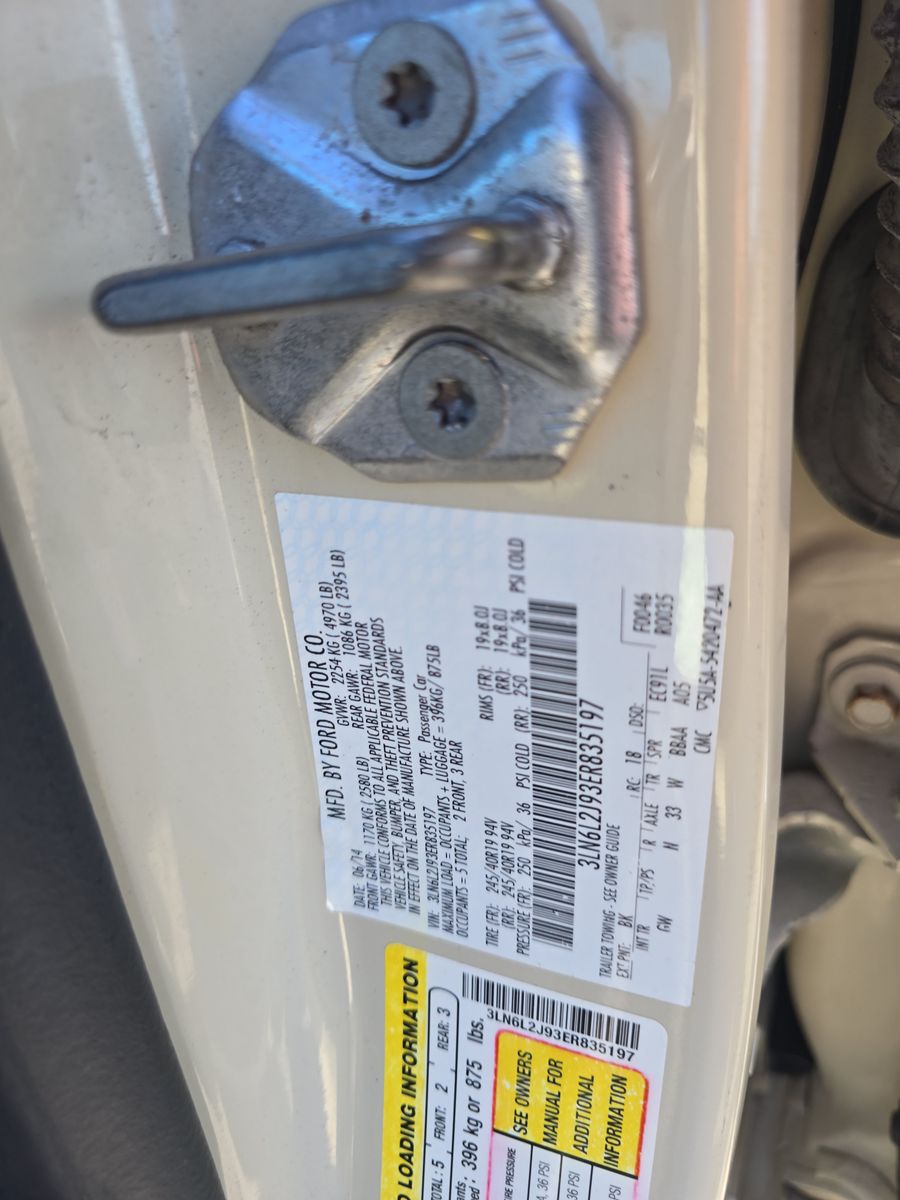 MFD. BY FORD MOTOR CO.
DATE: 06/14 GVWR: 2254 KG ( 4970 LB)
FRONT GAWR: 1170 KG ( 2580 LB) REAR GAWR: 1086 KG ( 2395 LB)
THIS VEHICLE CONFORMS TO ALL APPLICABLE FEDERAL MOTOR
VEHICLE SAFETY, BUMPER, AND THEFT PREVENTION STANDARDS
IN EFFECT ON THE DATE OF MANUFACTURE SHOWN ABOVE.
VIN: 3LN6L2J93ER835197 TYPE: Passenger Car
MAXIMUM LOAD = OCCUPANTS + LUGGAGE = 396KG/ 875LB
OCCUPANTS = 5 TOTAL; 2 FRONT, 3 REAR
TIRE (FR): 245/40R19 94V RIMS (FR): 19x8.0J
(RR): 245/40R19 94V (RR): 19x8.0J
PRESSURE (FR): 250 kPa/ 36 PSI COLD (RR): 250 kPa/ 36 PSI COLD
3LN6L2J93ER835197
TRAILER TOWING - SEE OWNER GUIDE
EXT PNT: BK RC: 18 DSO: F0046
INT TR TP/PS R AXLE TR SPR EC91L R0035
GW N 33 W BBAA A05
CMC 5U5A-5420472-AA
LOADING INFORMATION
TOTAL : 5 FRONT: 2 REAR: 3
396 kg or 875 lbs.
3LN6L2J93ER835197
SEE OWNERS
MANUAL FOR
ADDITIONAL
INFORMATION
PRESSURE
36 PSI
36 PSI
PSI